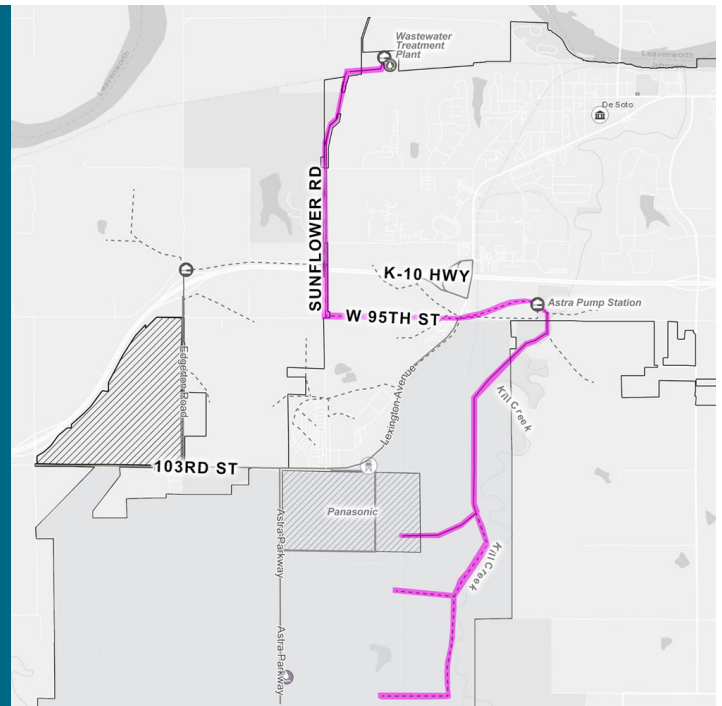 Wastewater
Treatment
Plant
Leavenworth
Leavenworth
De Soto
SUNFLOWER RD
K-10 HWY
Astra Pump Station
W 95TH ST
Edgerton Road
Lexington Avenue
Kill Creek
103RD ST
Panasonic
Astra Parkway
Kill Creek
Astra Parkway